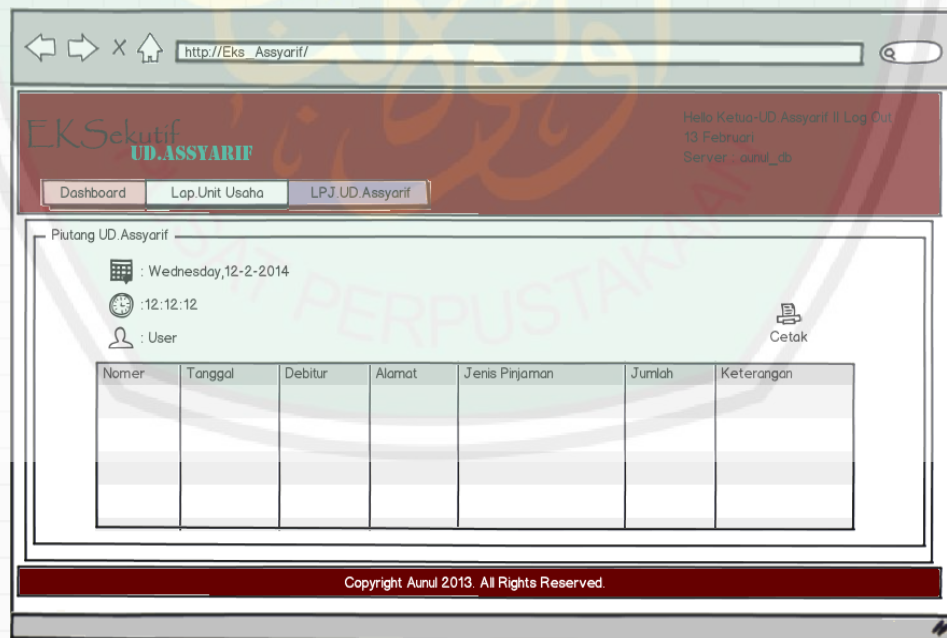 http://Eks_Assyarif/
EKSekutif
UD.ASSYARIF
Hello Ketua-UD.Assyarif || Log Out
13 Februari
Server : aunul_db
Dashboard Lap.Unit Usaha LPJ.UD.Assyarif
Piutang UD.Assyarif
: Wednesday,12-2-2014
:12:12:12
: User
Cetak
Nomer Tanggal Debitur Alamat Jenis Pinjaman Jumlah Keterangan
Copyright Aunul 2013. All Rights Reserved.
PUSAT PERPUSTAKAAN